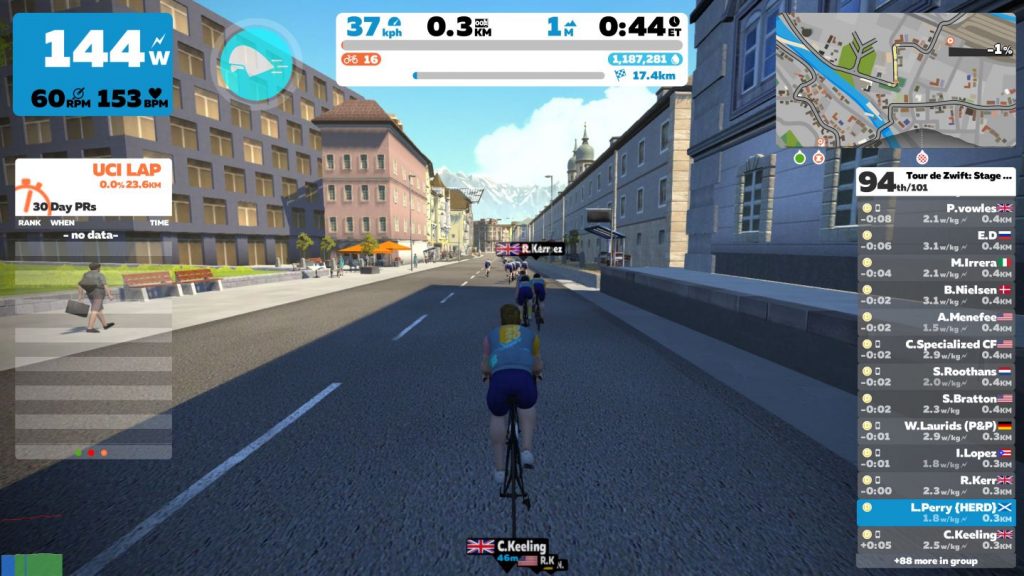 144 W
60 RPM 153 BPM
37 kph 0.3 KM 1 M 0:44 ET
16 1,187,281
17.4km
-1%
UCI LAP
0.0% 23.6KM
30 Day PRs
RANK WHEN TIME
- no data-
R.Kerr
94th/101 Tour de Zwift: Stage ...
P.vowles
-0:08 2.1w/kg 0.4KM
E.D
-0:06 3.1w/kg 0.4KM
M.Irrera
-0:04 2.1w/kg 0.4KM
B.Nielsen
-0:02 3.1w/kg 0.4KM
A.Menefee
-0:02 1.5w/kg 0.4KM
C.Specialized CF
-0:02 2.9w/kg 0.4KM
S.Roothans
-0:02 2.0w/kg 0.4KM
S.Bratton
-0:02 2.3w/kg 0.4KM
W.Laurids (P&P)
-0:01 2.9w/kg 0.3KM
I.Lopez
-0:01 1.8w/kg 0.3KM
R.Kerr
-0:00 2.3w/kg 0.3KM
L.Perry {HERD}
1.8w/kg 0.3KM
C.Keeling
+0:05 2.5w/kg 0.3KM
+88 more in group
C.Keeling
46m R.K